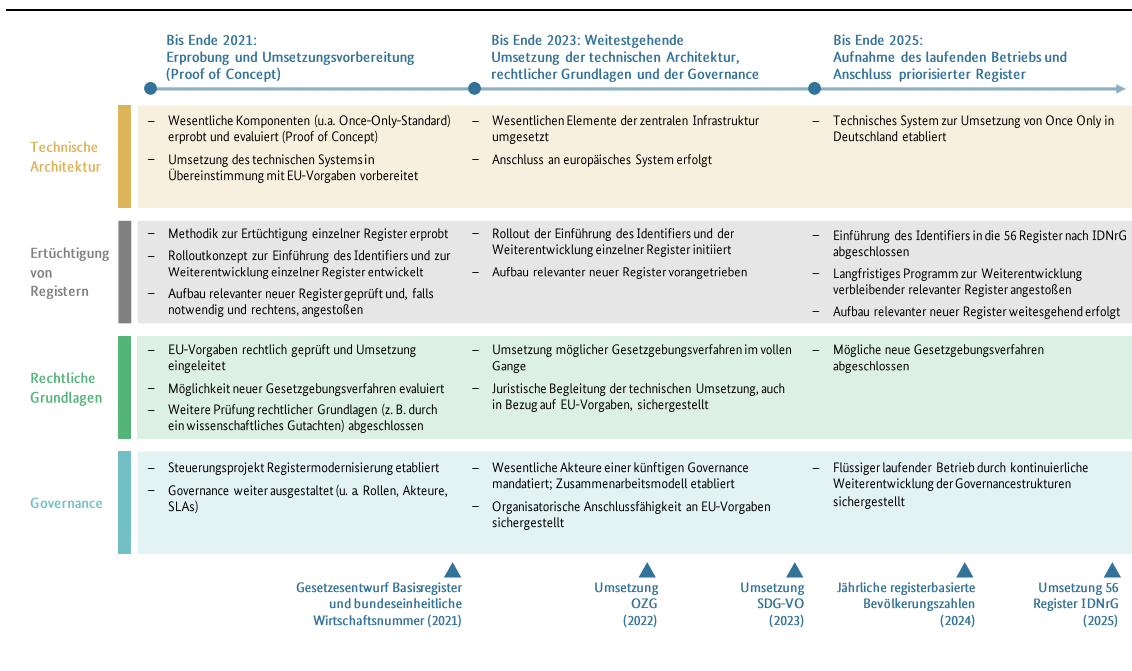 Bis Ende 2021:
Erprobung und Umsetzungsvorbereitung
(Proof of Concept)
Bis Ende 2023: Weitestgehende
Umsetzung der technischen Architektur,
rechtlicher Grundlagen und der Governance
Bis Ende 2025:
Aufnahme des laufenden Betriebs und
Anschluss priorisierter Register
Technische
Architektur
– Wesentliche Komponenten (u.a. Once-Only-Standard)
erprobt und evaluiert (Proof of Concept)
– Umsetzung des technischen Systems in
Übereinstimmung mit EU-Vorgaben vorbereitet
– Wesentlichen Elemente der zentralen Infrastruktur
umgesetzt
– Anschluss an europäisches System erfolgt
– Technisches System zur Umsetzung von Once Only in
Deutschland etabliert
Ertüchtigung
von
Registern
– Methodik zur Ertüchtigung einzelner Register erprobt
– Rolloutkonzept zur Einführung des Identifiers und zur
Weiterentwicklung einzelner Register entwickelt
– Aufbau relevanter neuer Register geprüft und, falls
notwendig und rechtens, angestoßen
– Rollout der Einführung des Identifiers und der
Weiterentwicklung einzelner Register initiiert
– Aufbau relevanter neuer Register vorangetrieben
– Einführung des Identifiers in die 56 Register nach IDNrG
abgeschlossen
– Langfristiges Programm zur Weiterentwicklung
verbleibender relevanter Register angestoßen
– Aufbau relevanter neuer Register weitesgehend erfolgt
Rechtliche
Grundlagen
– EU-Vorgaben rechtlich geprüft und Umsetzung
eingeleitet
– Möglichkeit neuer Gesetzgebungsverfahren evaluiert
– Weitere Prüfung rechtlicher Grundlagen (z. B. durch
ein wissenschaftliches Gutachten) abgeschlossen
– Umsetzung möglicher Gesetzgebungsverfahren im vollen
Gange
– Juristische Begleitung der technischen Umsetzung, auch
in Bezug auf EU-Vorgaben, sichergestellt
– Mögliche neue Gesetzgebungsverfahren
abgeschlossen
Governance
– Steuerungsprojekt Registermodernisierung etabliert
– Governance weiter ausgestaltet (u. a. Rollen, Akteure,
SLAs)
– Wesentliche Akteure einer künftigen Governance
mandatiert; Zusammenarbeitsmodell etabliert
– Organisatorische Anschlussfähigkeit an EU-Vorgaben
sichergestellt
– Flüssiger laufender Betrieb durch kontinuierliche
Weiterentwicklung der Governancestrukturen
sichergestellt
Gesetzesentwurf Basisregister
und bundeseinheitliche
Wirtschaftsnummer (2021)
Umsetzung
OZG
(2022)
Umsetzung
SDG-VO
(2023)
Jährliche registerbasierte
Bevölkerungszahlen
(2024)
Umsetzung 56
Register IDNrG
(2025)